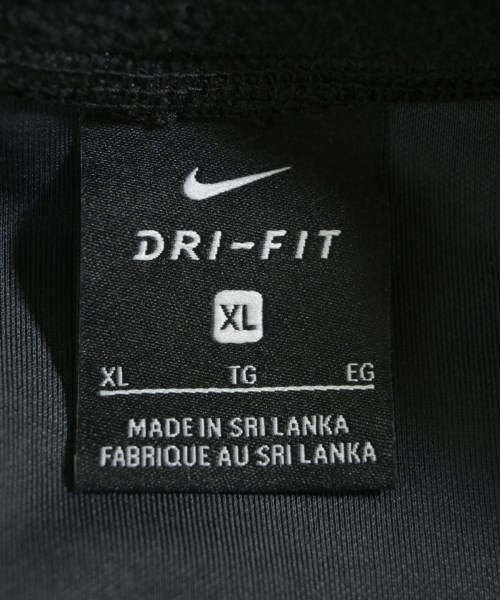 DRI-FIT
XL
XL TG EG
MADE IN SRI LANKA
FABRIQUE AU SRI LANKA